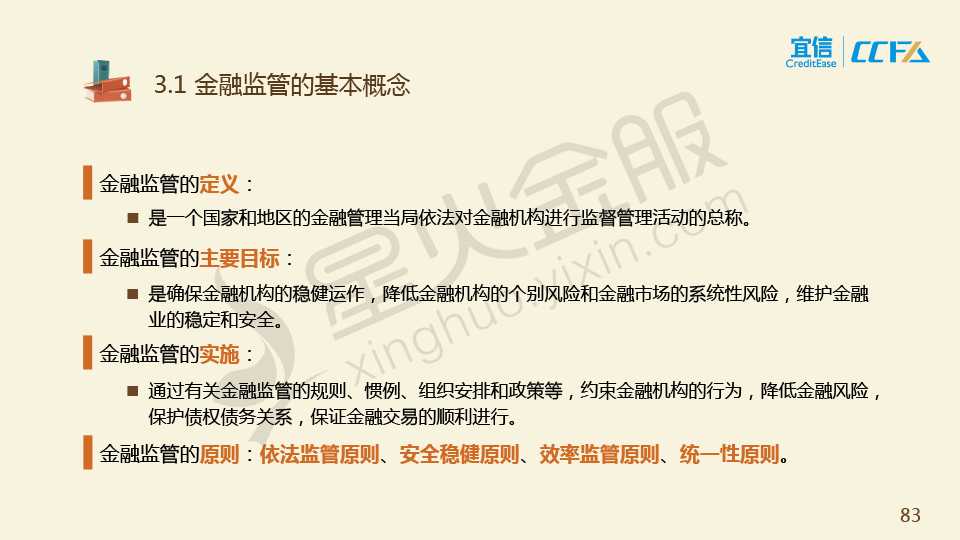 宜信
CreditEase
CCFA
3.1 金融监管的基本概念
金融监管的定义：
■ 是一个国家和地区的金融管理当局依法对金融机构进行监督管理活动的总称。
金融监管的主要目标：
■ 是确保金融机构的稳健运作，降低金融机构的个别风险和金融市场的系统性风险，维护金融
业的稳定和安全。
金融监管的实施：
■ 通过有关金融监管的规则、惯例、组织安排和政策等，约束金融机构的行为，降低金融风险，
保护债权债务关系，保证金融交易的顺利进行。
金融监管的原则：依法监管原则、安全稳健原则、效率监管原则、统一性原则。
星火金服
xinghuo.yixin.com
83